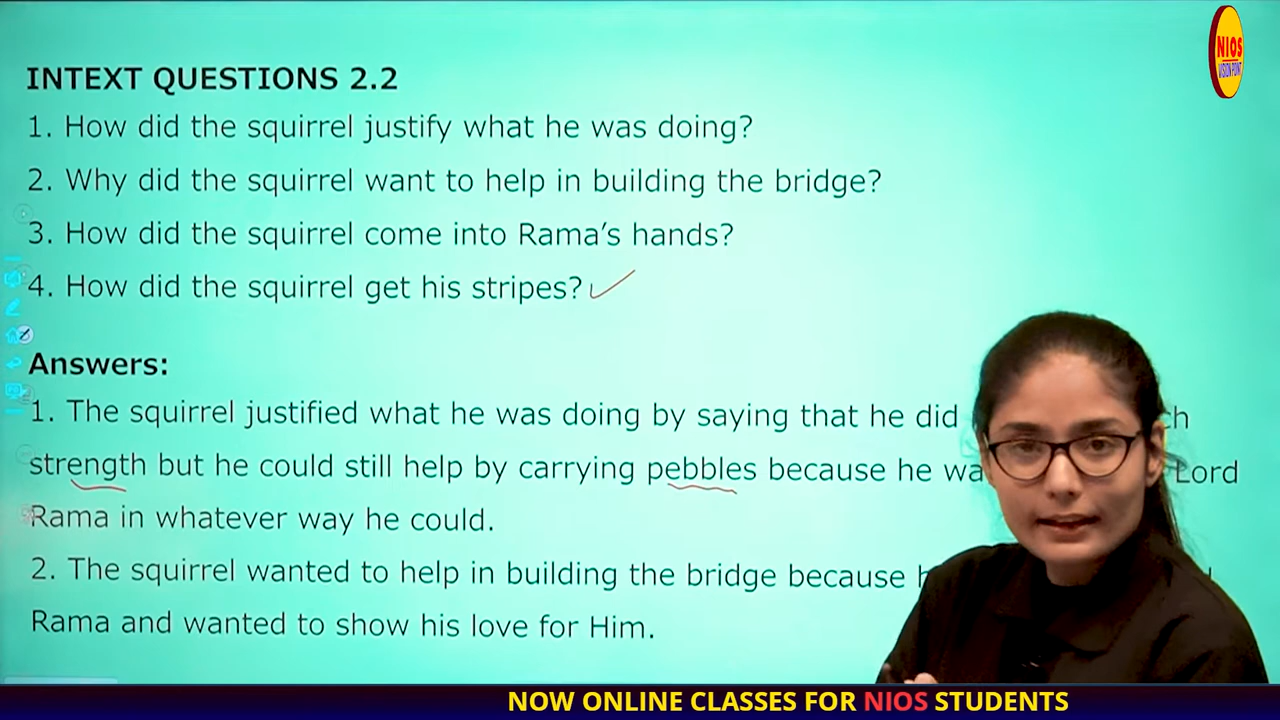 NIOS
VISION POINT
INTEXT QUESTIONS 2.2
1. How did the squirrel justify what he was doing?
2. Why did the squirrel want to help in building the bridge?
3. How did the squirrel come into Rama's hands?
4. How did the squirrel get his stripes?
Answers:
1. The squirrel justified what he was doing by saying that he did
strength but he could still help by carrying pebbles because he Lord
Rama in whatever way he could.
2. The squirrel wanted to help in building the bridge because
Rama and wanted to show his love for Him.
NOW ONLINE CLASSES FOR NIOS STUDENTS